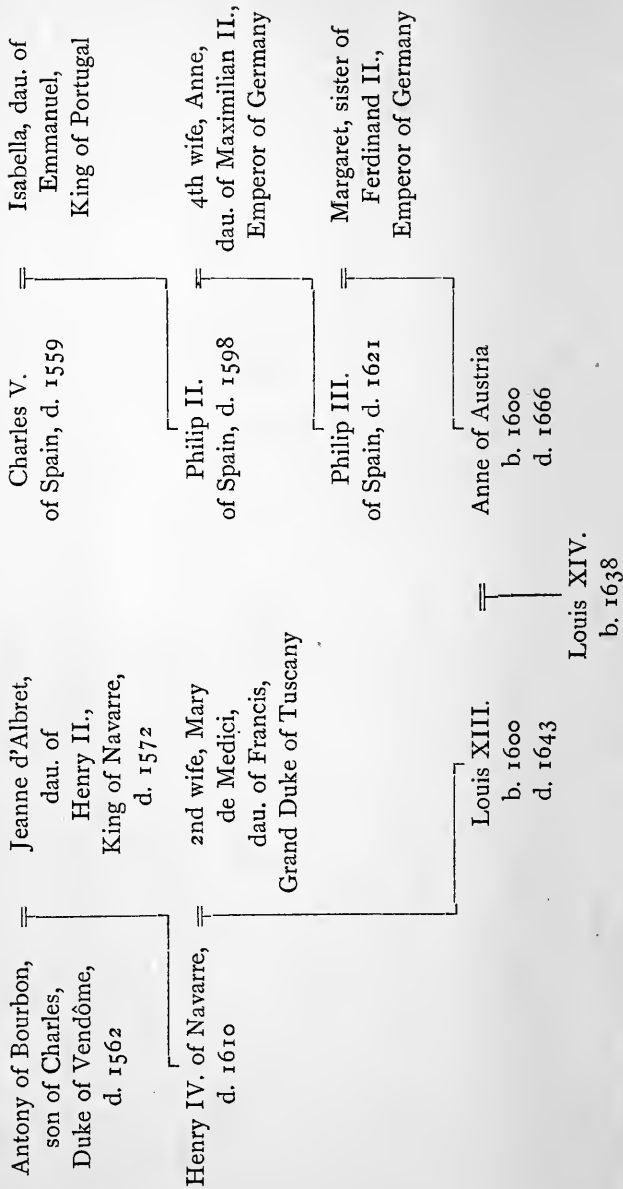 Antony of Bourbon,
son of Charles,
Duke of Vendôme,
d. 1562
Jeanne d'Albret,
dau. of
Henry II.,
King of Navarre,
d. 1572
Charles V.
of Spain, d. 1559
Isabella, dau. of
Emmanuel,
King of Portugal
Henry IV. of Navarre,
d. 1610
2nd wife, Mary
de Medici,
dau. of Francis,
Grand Duke of Tuscany
Philip II.
of Spain, d. 1598
4th wife, Anne,
dau. of Maximilian II.,
Emperor of Germany
Philip III.
of Spain, d. 1621
Margaret, sister of
Ferdinand II.,
Emperor of Germany
Louis XIII.
b. 1600
d. 1643
Anne of Austria
b. 1600
d. 1666
Louis XIV.
b. 1638